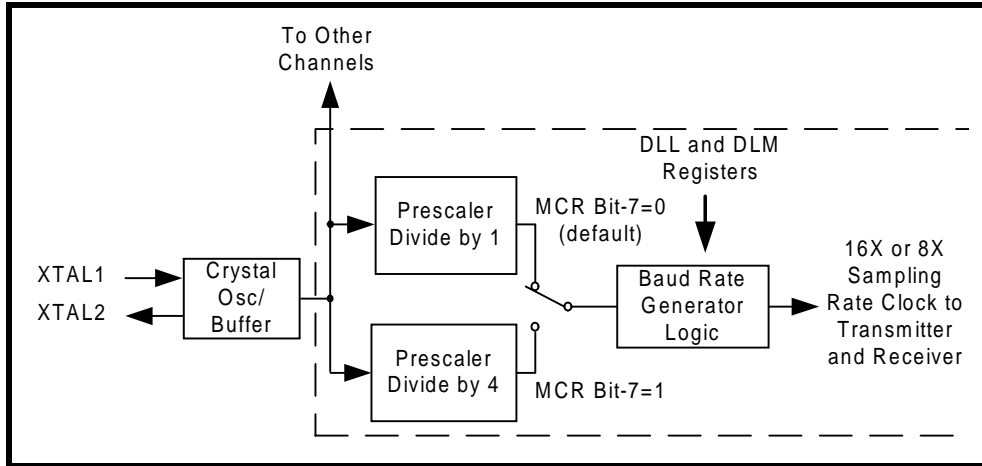 To Other
Channels
DLL and DLM
Registers
Prescaler
Divide by 1
MCR Bit-7=0
(default)
XTAL1
XTAL2
Crystal
Osc/
Buffer
Baud Rate
Generator
Logic
16X or 8X
Sampling
Rate Clock to
Transmitter
and Receiver
Prescaler
Divide by 4
MCR Bit-7=1